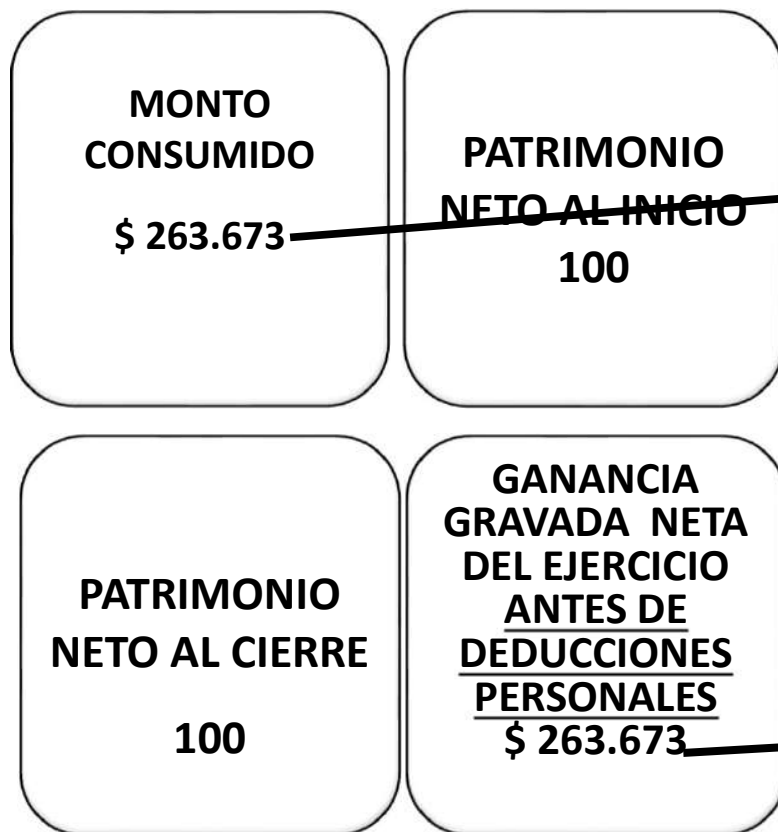 MONTO
CONSUMIDO
$ 263.673
PATRIMONIO
NETO AL INICIO
100
PATRIMONIO
NETO AL CIERRE
100
GANANCIA
GRAVADA NETA
DEL EJERCICIO
ANTES DE
DEDUCCIONES
PERSONALES
$ 263.673